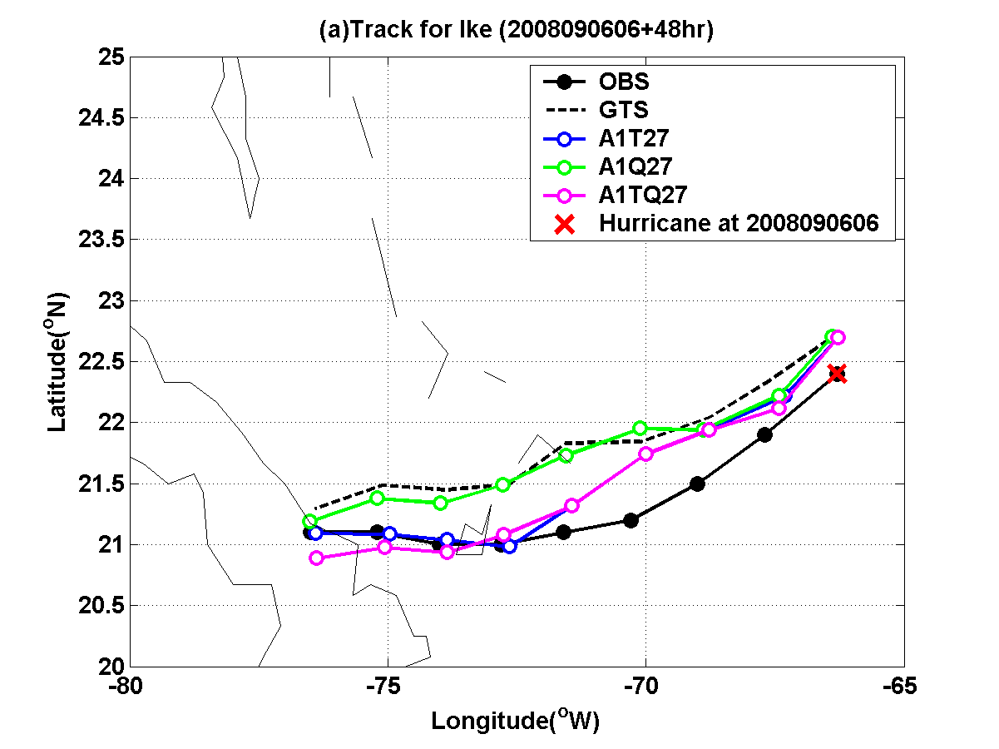 (a)Track for Ike (2008090606+48hr)
25
24.5
24
23.5
23
22.5
22
21.5
21
20.5
20
Latitude(°N)
OBS
GTS
A1T27
A1Q27
A1TQ27
Hurricane at 2008090606
-80
-75
-70
-65
Longitude(°W)